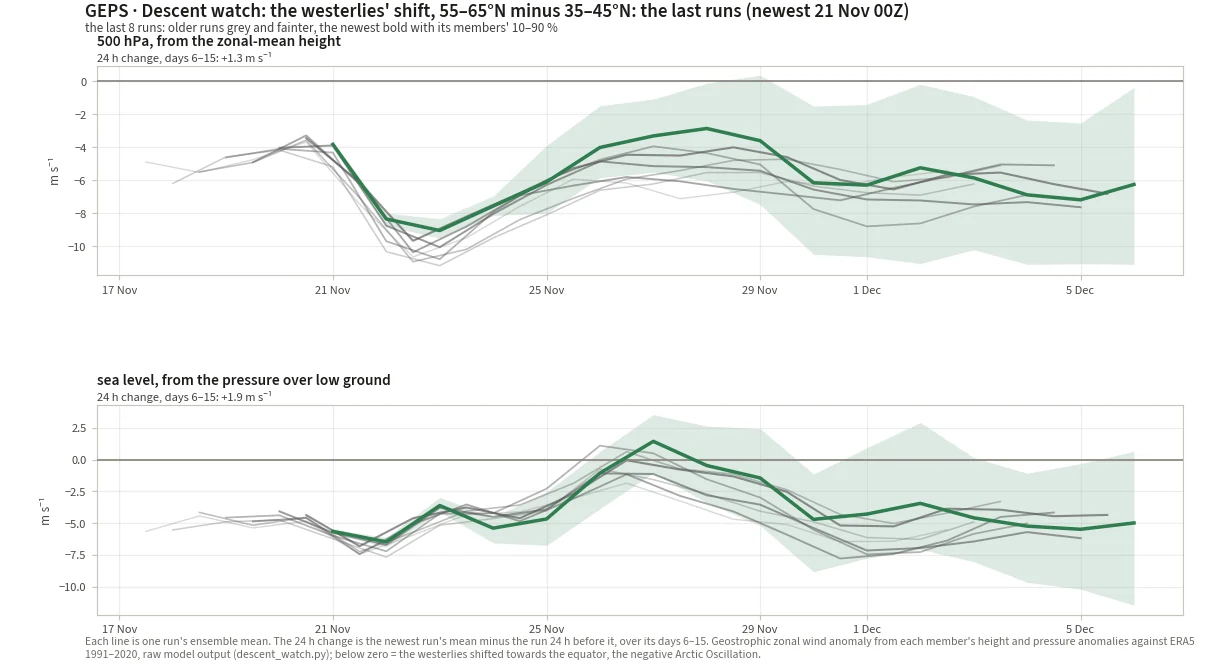 GEPS · Descent watch: the westerlies' shift, 55–65°N minus 35–45°N: the last runs (newest 21 Nov 00Z)
the last 8 runs: older runs grey and fainter, the newest bold with its members' 10–90 %
500 hPa, from the zonal-mean height
24 h change, days 6–15: +1.3 m s⁻¹
0
−2
−4
−6
−8
−10
m s⁻¹
17 Nov 21 Nov 25 Nov 29 Nov 1 Dec 5 Dec
sea level, from the pressure over low ground
24 h change, days 6–15: +1.9 m s⁻¹
2.5
0.0
−2.5
−5.0
−7.5
−10.0
m s⁻¹
17 Nov 21 Nov 25 Nov 29 Nov 1 Dec 5 Dec
Each line is one run's ensemble mean. The 24 h change is the newest run's mean minus the run 24 h before it, over its days 6–15. Geostrophic zonal wind anomaly from each member's height and pressure anomalies against ERA5
1991–2020, raw model output (descent_watch.py); below zero = the westerlies shifted towards the equator, the negative Arctic Oscillation.